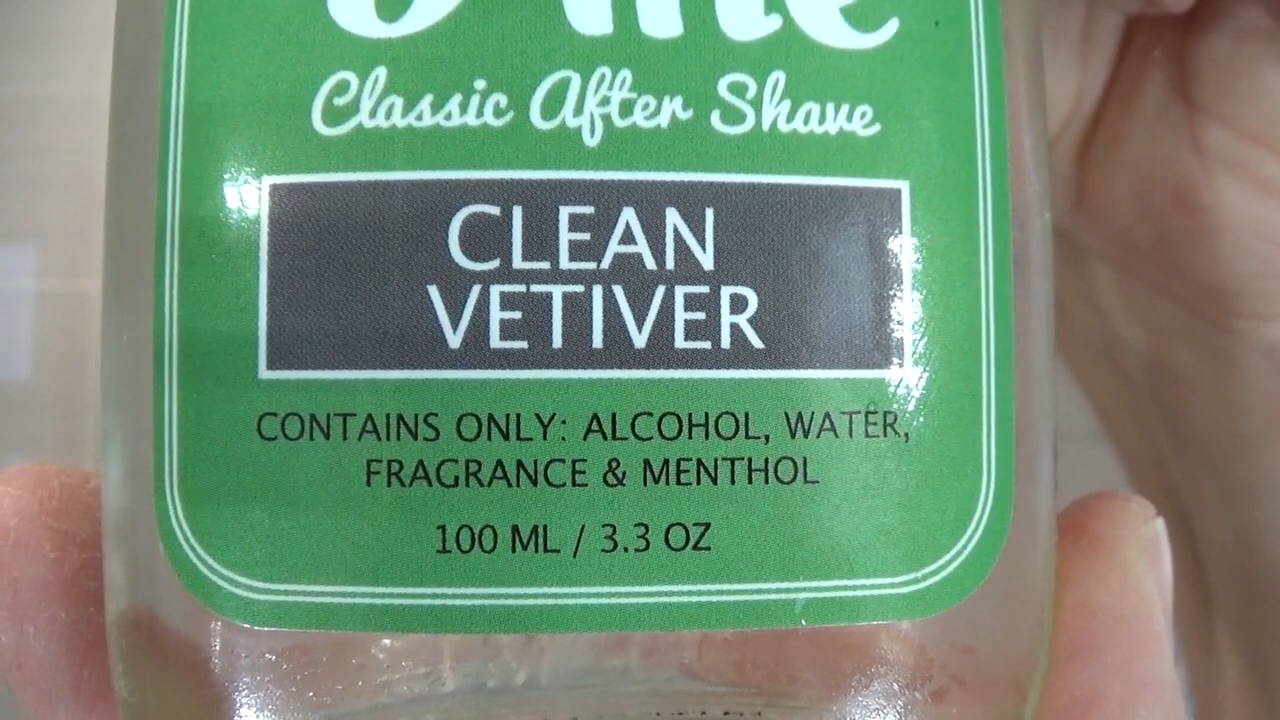 Classic After Shave
CLEAN
VETIVER
CONTAINS ONLY: ALCOHOL, WATER,
FRAGRANCE & MENTHOL
100 ML / 3.3 OZ